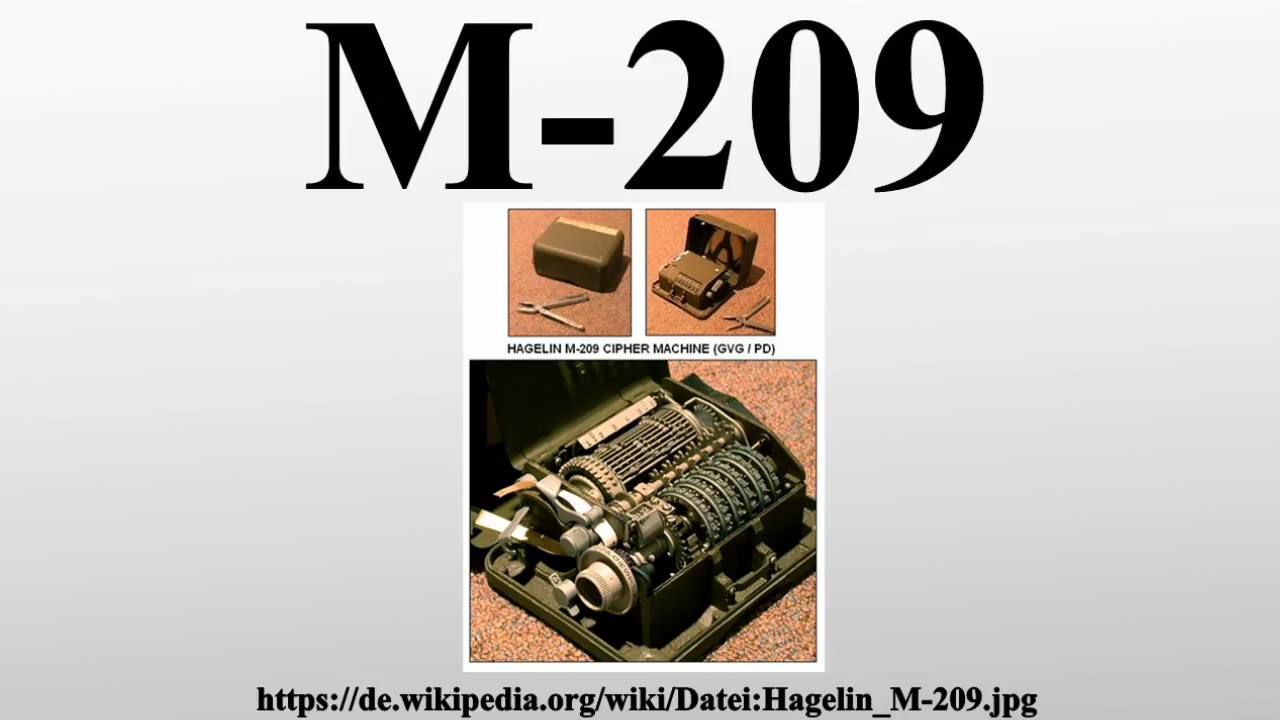 M-209
HAGELIN M-209 CIPHER MACHINE (GVG / PD)
https://de.wikipedia.org/wiki/Datei:Hagelin_M-209.jpg